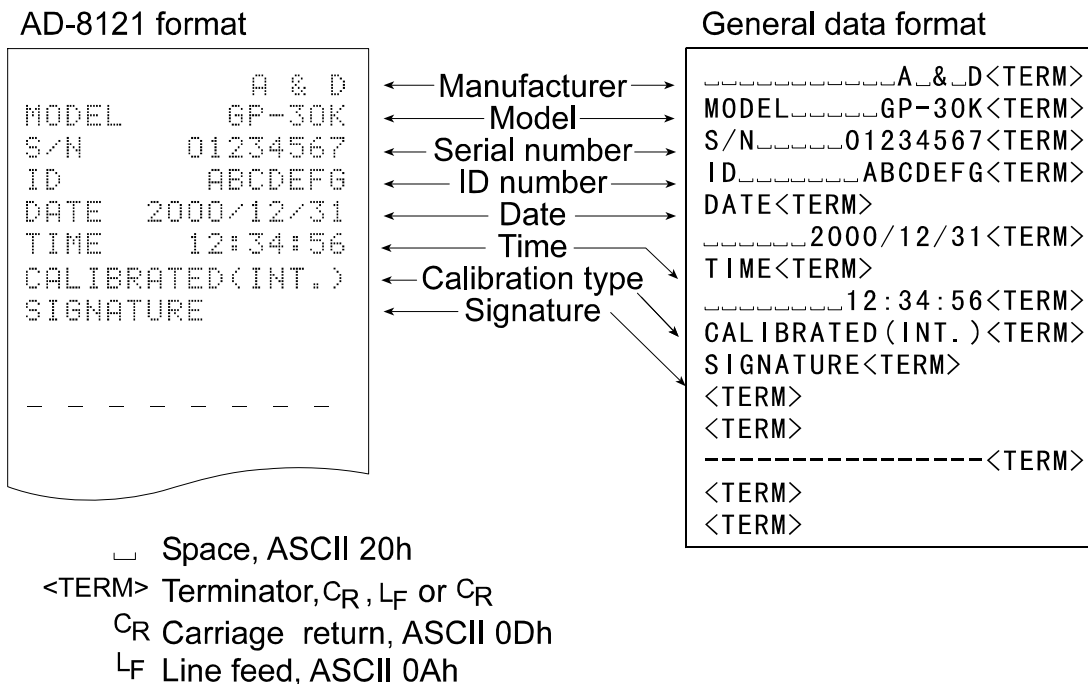 AD-8121 format
A & D
MODEL GP-30K
S/N 01234567
ID ABCDEFG
DATE 2000/12/31
TIME 12:34:56
CALIBRATED(INT.)
SIGNATURE
_ _ _ _ _ _ _ _
Manufacturer
Model
Serial number
ID number
Date
Time
Calibration type
Signature
General data format
␣␣␣␣␣␣␣␣␣␣␣A␣&␣D<TERM>
MODEL␣␣␣␣␣GP-30K<TERM>
S/N␣␣␣␣␣01234567<TERM>
ID␣␣␣␣␣␣␣ABCDEFG<TERM>
DATE<TERM>
␣␣␣␣␣␣2000/12/31<TERM>
TIME<TERM>
␣␣␣␣␣␣␣␣12:34:56<TERM>
CALIBRATED(INT.)<TERM>
SIGNATURE<TERM>
<TERM>
<TERM>
----------------<TERM>
<TERM>
<TERM>
␣ Space, ASCII 20h
<TERM> Terminator,CR, LF or CR
CR Carriage return, ASCII 0Dh
LF Line feed, ASCII 0Ah